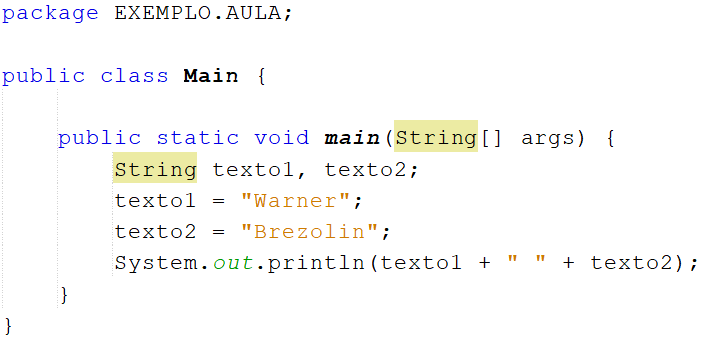 package EXEMPLO.AULA;
public class Main {
public static void main(String[] args) {
String texto1, texto2;
texto1 = "Warner";
texto2 = "Brezolin";
System.out.println(texto1 + " " + texto2);
}
}